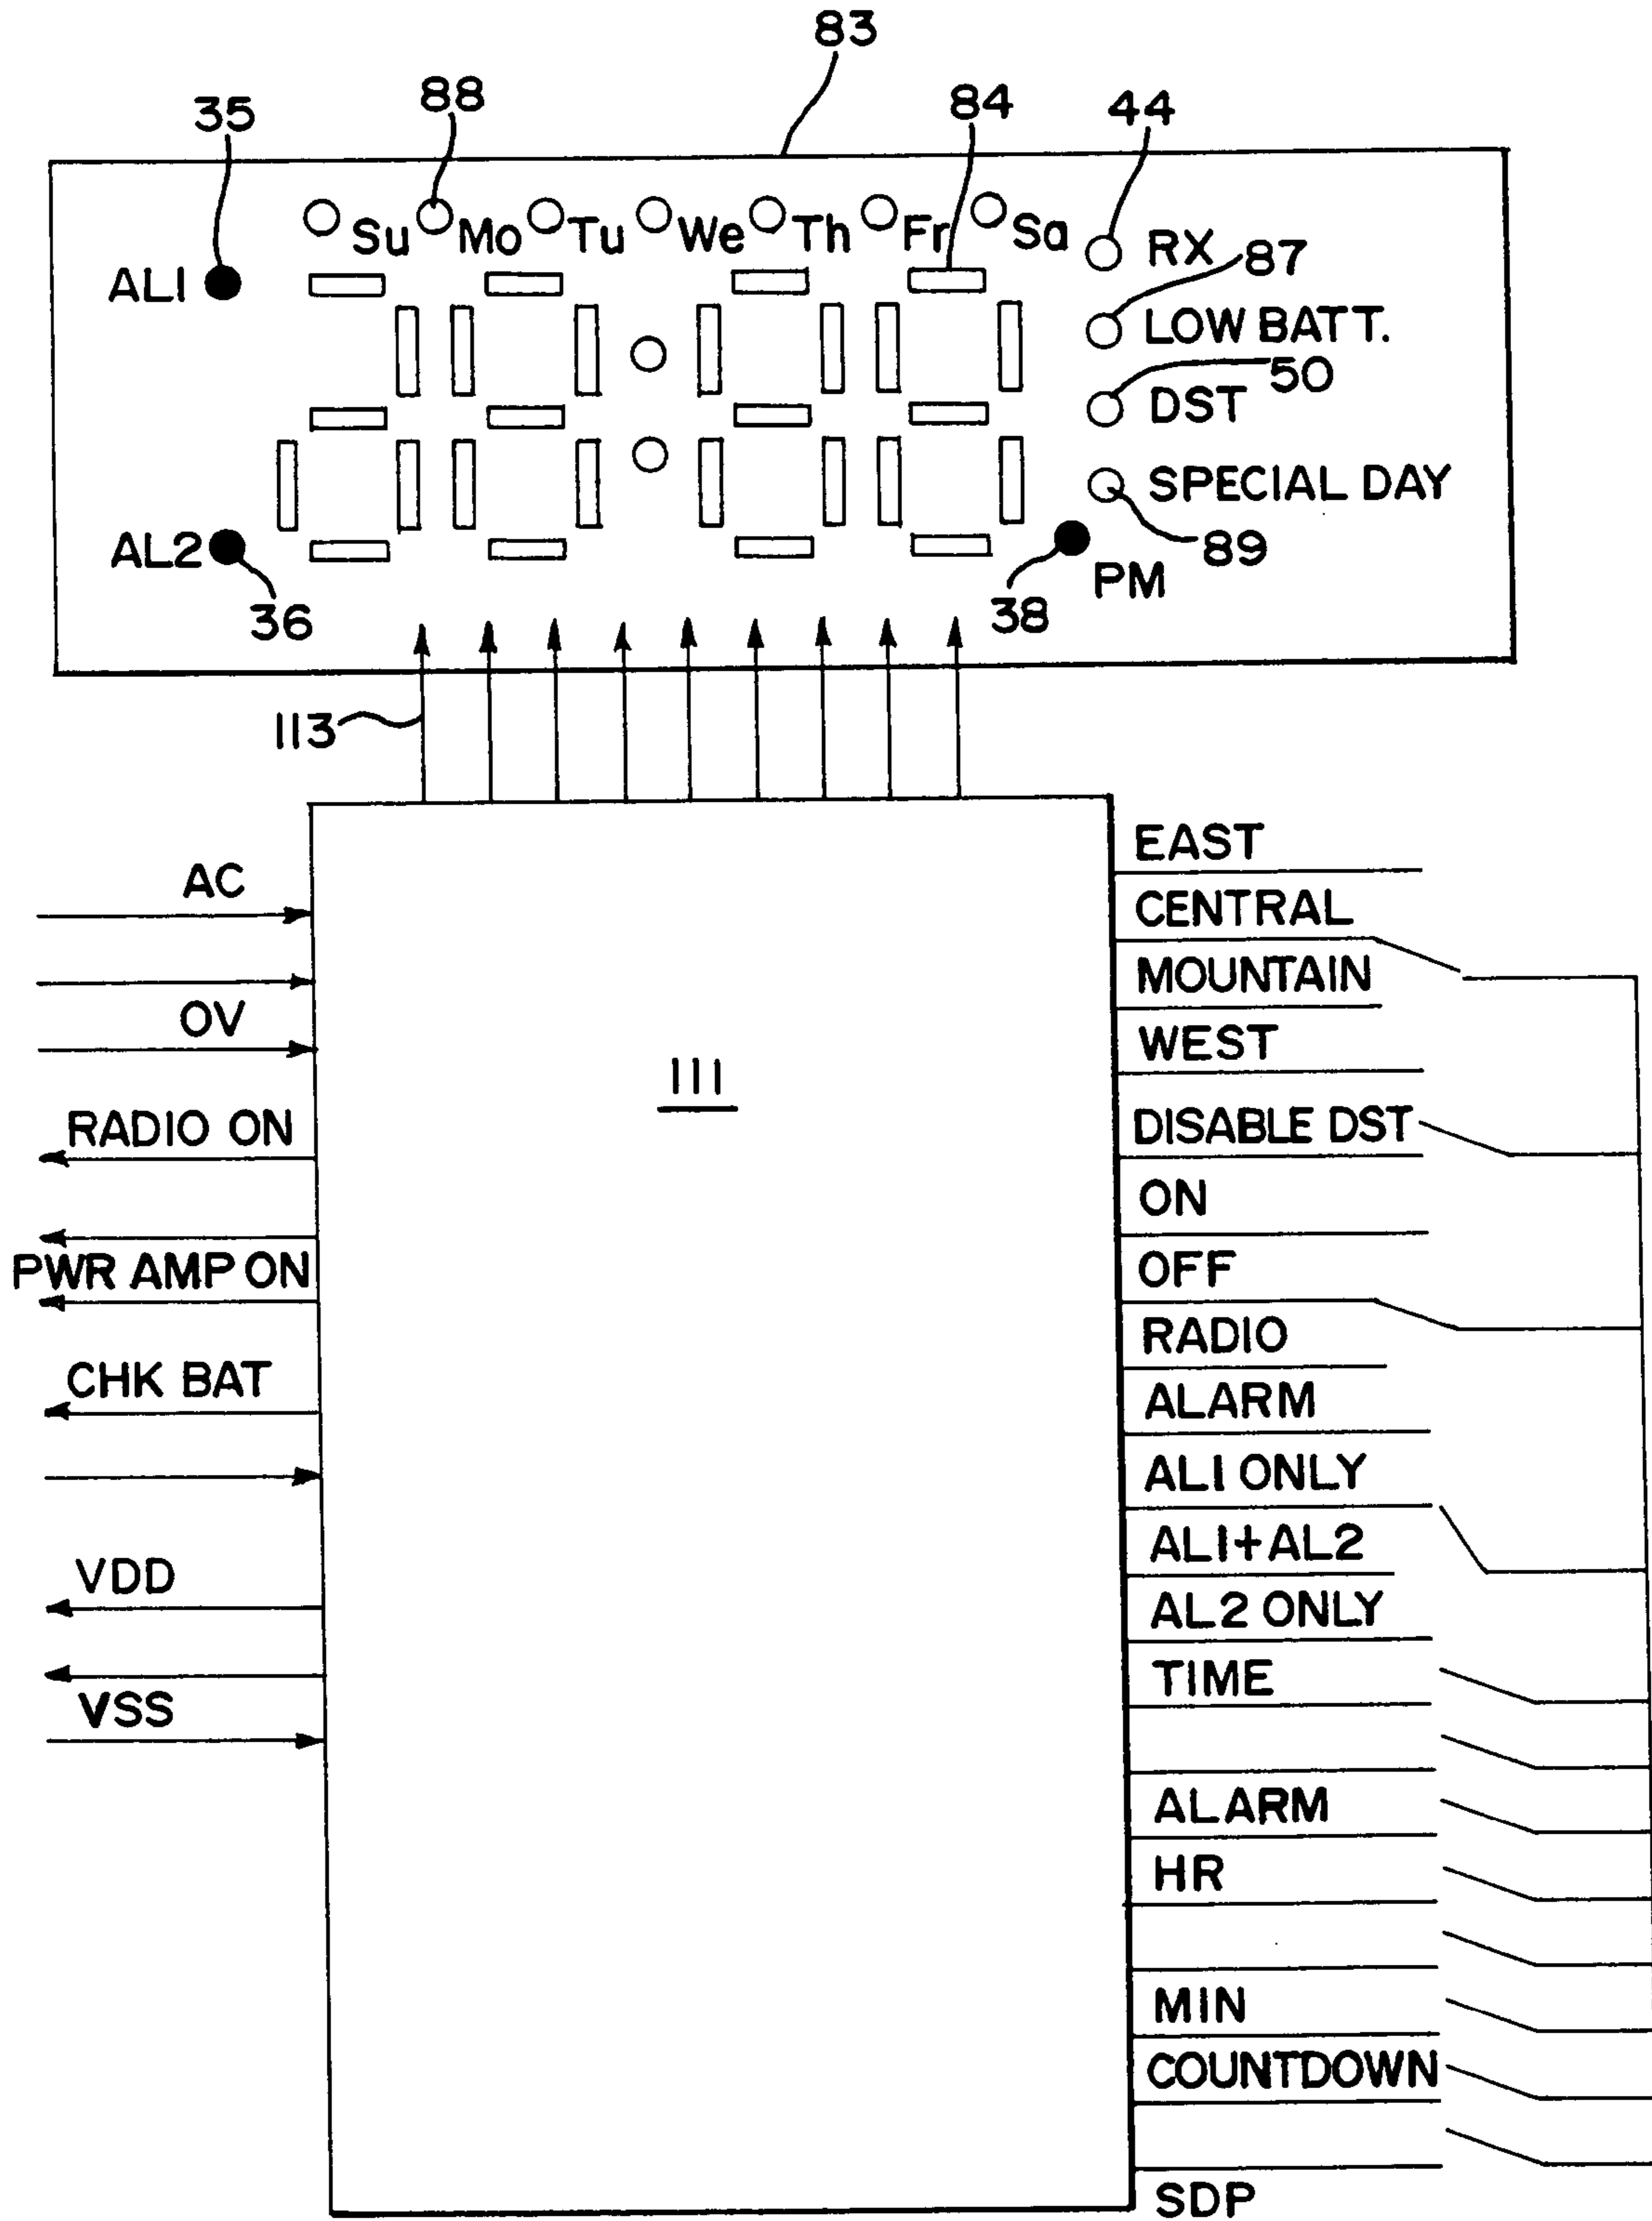 83
35
88
84
44
Su Mo Tu We Th Fr Sa
RX
87
AL1
LOW BATT.
50
DST
SPECIAL DAY
89
AL2
36
38
PM
113
111
AC
OV
RADIO ON
PWR AMP ON
CHK BAT
VDD
VSS
EAST
CENTRAL
MOUNTAIN
WEST
DISABLE DST
ON
OFF
RADIO
ALARM
AL1 ONLY
AL1+AL2
AL2 ONLY
TIME
ALARM
HR
MIN
COUNTDOWN
SDP